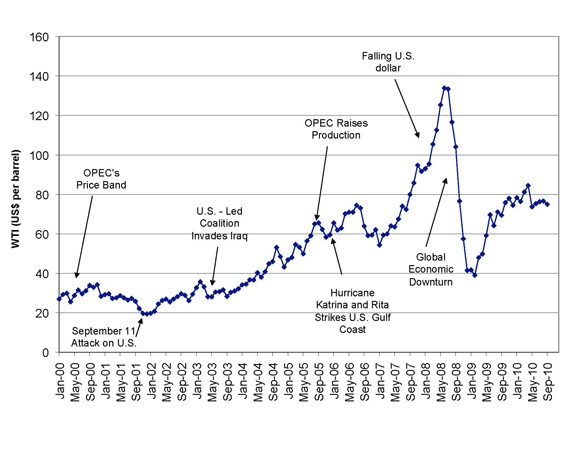 160
140
120
100
80
60
40
20
0
WTI (US$ per barrel)
OPEC's
Price Band
September 11
Attack on U.S.
U.S. - Led
Coalition
Invades Iraq
OPEC Raises
Production
Hurricane
Katrina and Rita
Strikes U.S. Gulf
Coast
Falling U.S.
dollar
Global
Economic
Downturn
Jan-00
May-00
Sep-00
Jan-01
May-01
Sep-01
Jan-02
May-02
Sep-02
Jan-03
May-03
Sep-03
Jan-04
May-04
Sep-04
Jan-05
May-05
Sep-05
Jan-06
May-06
Sep-06
Jan-07
May-07
Sep-07
Jan-08
May-08
Sep-08
Jan-09
May-09
Sep-09
Jan-10
May-10
Sep-10